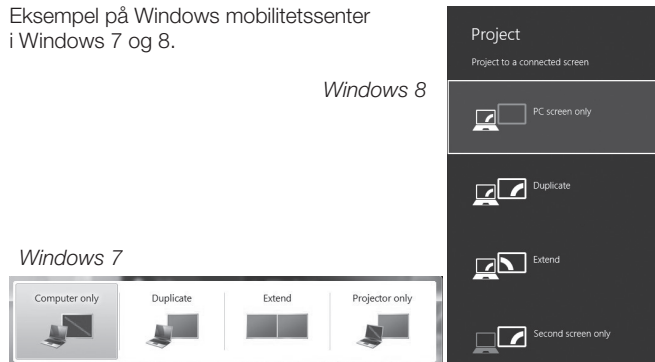 Eksempel på Windows mobilitetssenter
i Windows 7 og 8.
Windows 8
Project
Project to a connected screen
PC screen only
Duplicate
Extend
Second screen only
Windows 7
Computer only
Duplicate
Extend
Projector only